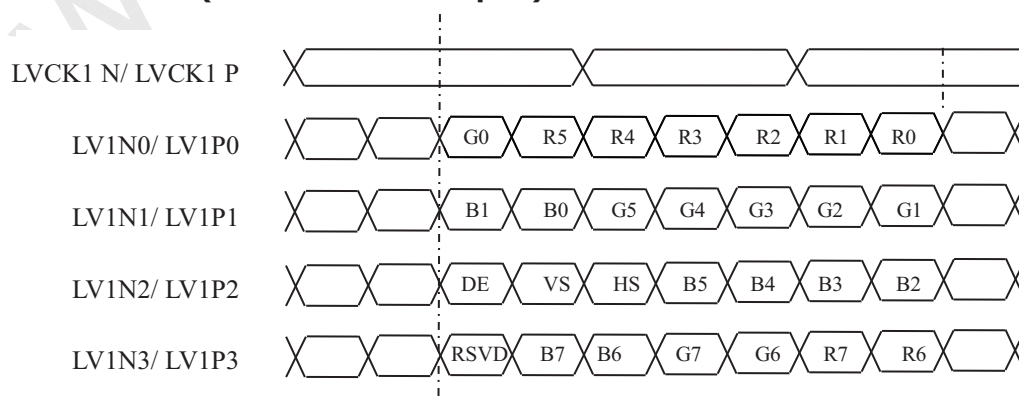 LVCK1 N/ LVCK1 P
LV1N0/ LV1P0 G0 R5 R4 R3 R2 R1 R0
LV1N1/ LV1P1 B1 B0 G5 G4 G3 G2 G1
LV1N2/ LV1P2 DE VS HS B5 B4 B3 B2
LV1N3/ LV1P3 RSVD B7 B6 G7 G6 R7 R6